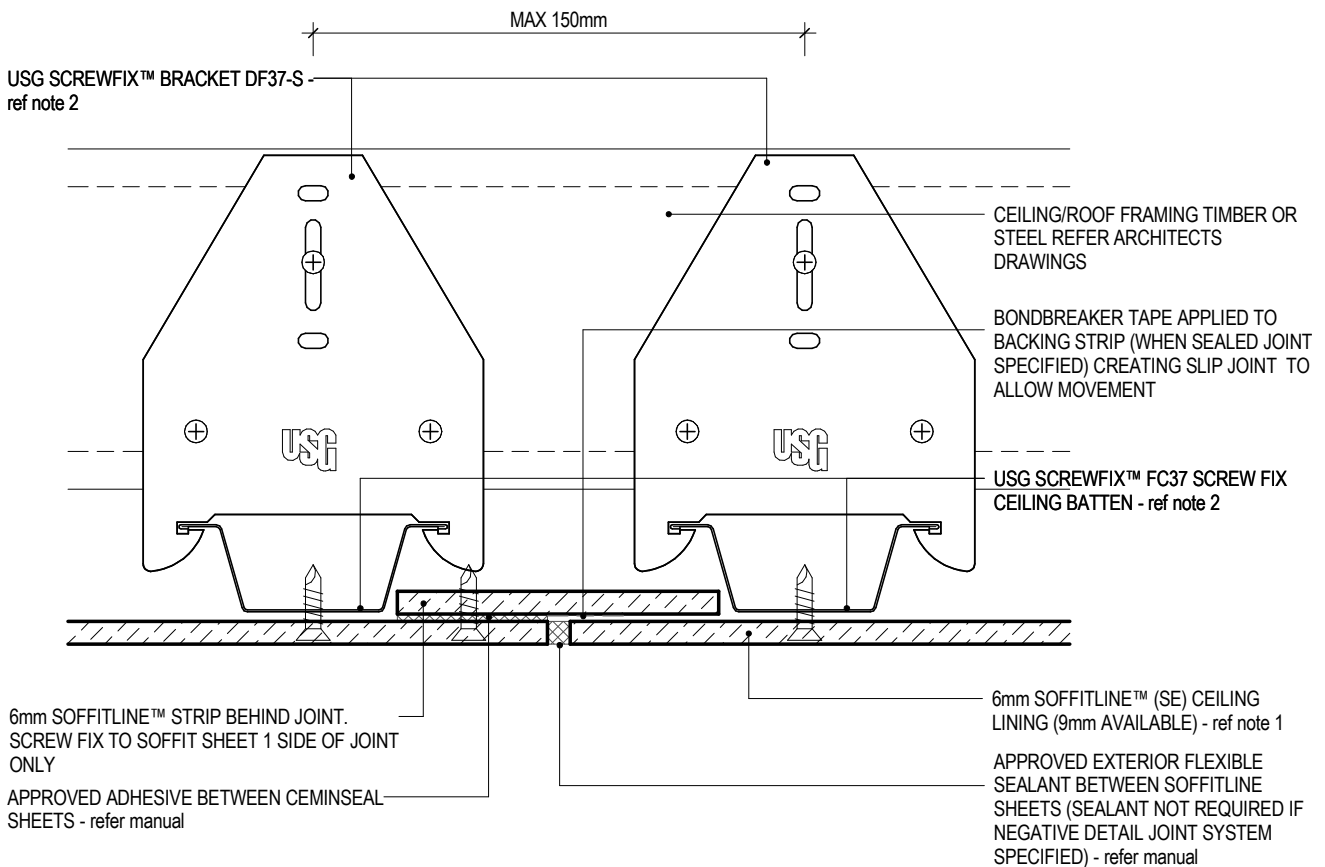 MAX 150mm
USG SCREWFIX™ BRACKET DF37-S -
ref note 2
CEILING/ROOF FRAMING TIMBER OR
STEEL REFER ARCHITECTS
DRAWINGS
BONDBREAKER TAPE APPLIED TO
BACKING STRIP (WHEN SEALED JOINT
SPECIFIED) CREATING SLIP JOINT TO
ALLOW MOVEMENT
USG
USG
USG SCREWFIX™ FC37 SCREW FIX
CEILING BATTEN - ref note 2
6mm SOFFITLINE™ STRIP BEHIND JOINT.
SCREW FIX TO SOFFIT SHEET 1 SIDE OF JOINT
ONLY
APPROVED ADHESIVE BETWEEN CEMINSEAL
SHEETS - refer manual
6mm SOFFITLINE™ (SE) CEILING
LINING (9mm AVAILABLE) - ref note 1
APPROVED EXTERIOR FLEXIBLE
SEALANT BETWEEN SOFFITLINE
SHEETS (SEALANT NOT REQUIRED IF
NEGATIVE DETAIL JOINT SYSTEM
SPECIFIED) - refer manual